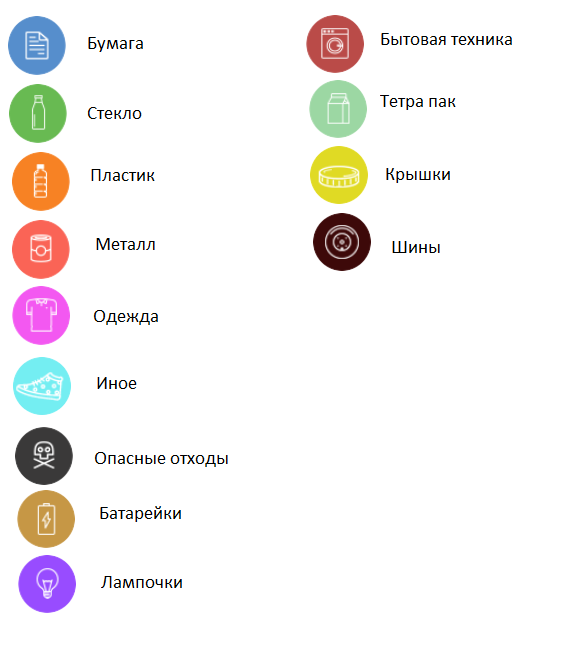 Бумага
Стекло
Пластик
Металл
Одежда
Иное
Опасные отходы
Батарейки
Лампочки
Бытовая техника
Тетра пак
Крышки
Шины